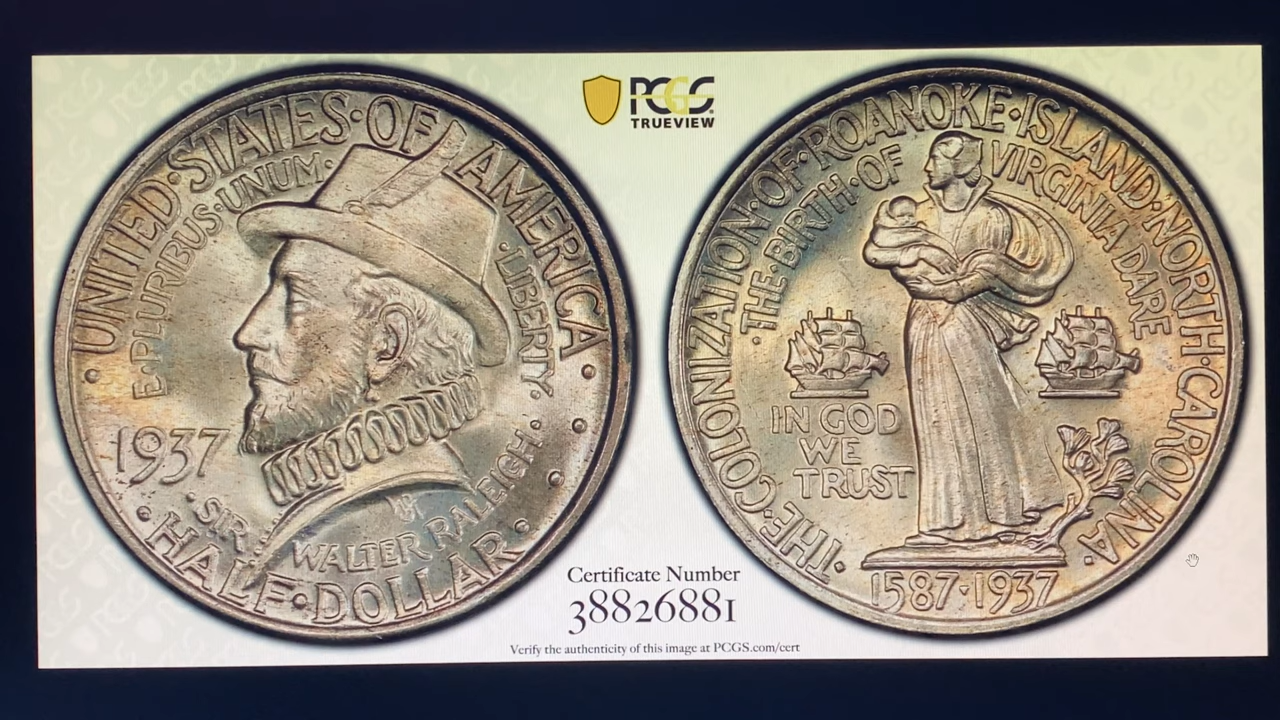 UNITED·STATES·OF AMERICA
E·PLURIBUS·UNUM·
·LIBERTY·
1937
·SIR·
WALTER RALEIGH·
HALF·DOLLAR
PCGS
TRUEVIEW
THE·COLONIZATION·OF·ROANOKE·ISLAND·NORTH·CAROLINA·
·THE·BIRTH·OF VIRGINIA DARE
IN GOD
WE
TRUST
1587·1937
Certificate Number
38826881
Verify the authenticity of this image at PCGS.com/cert